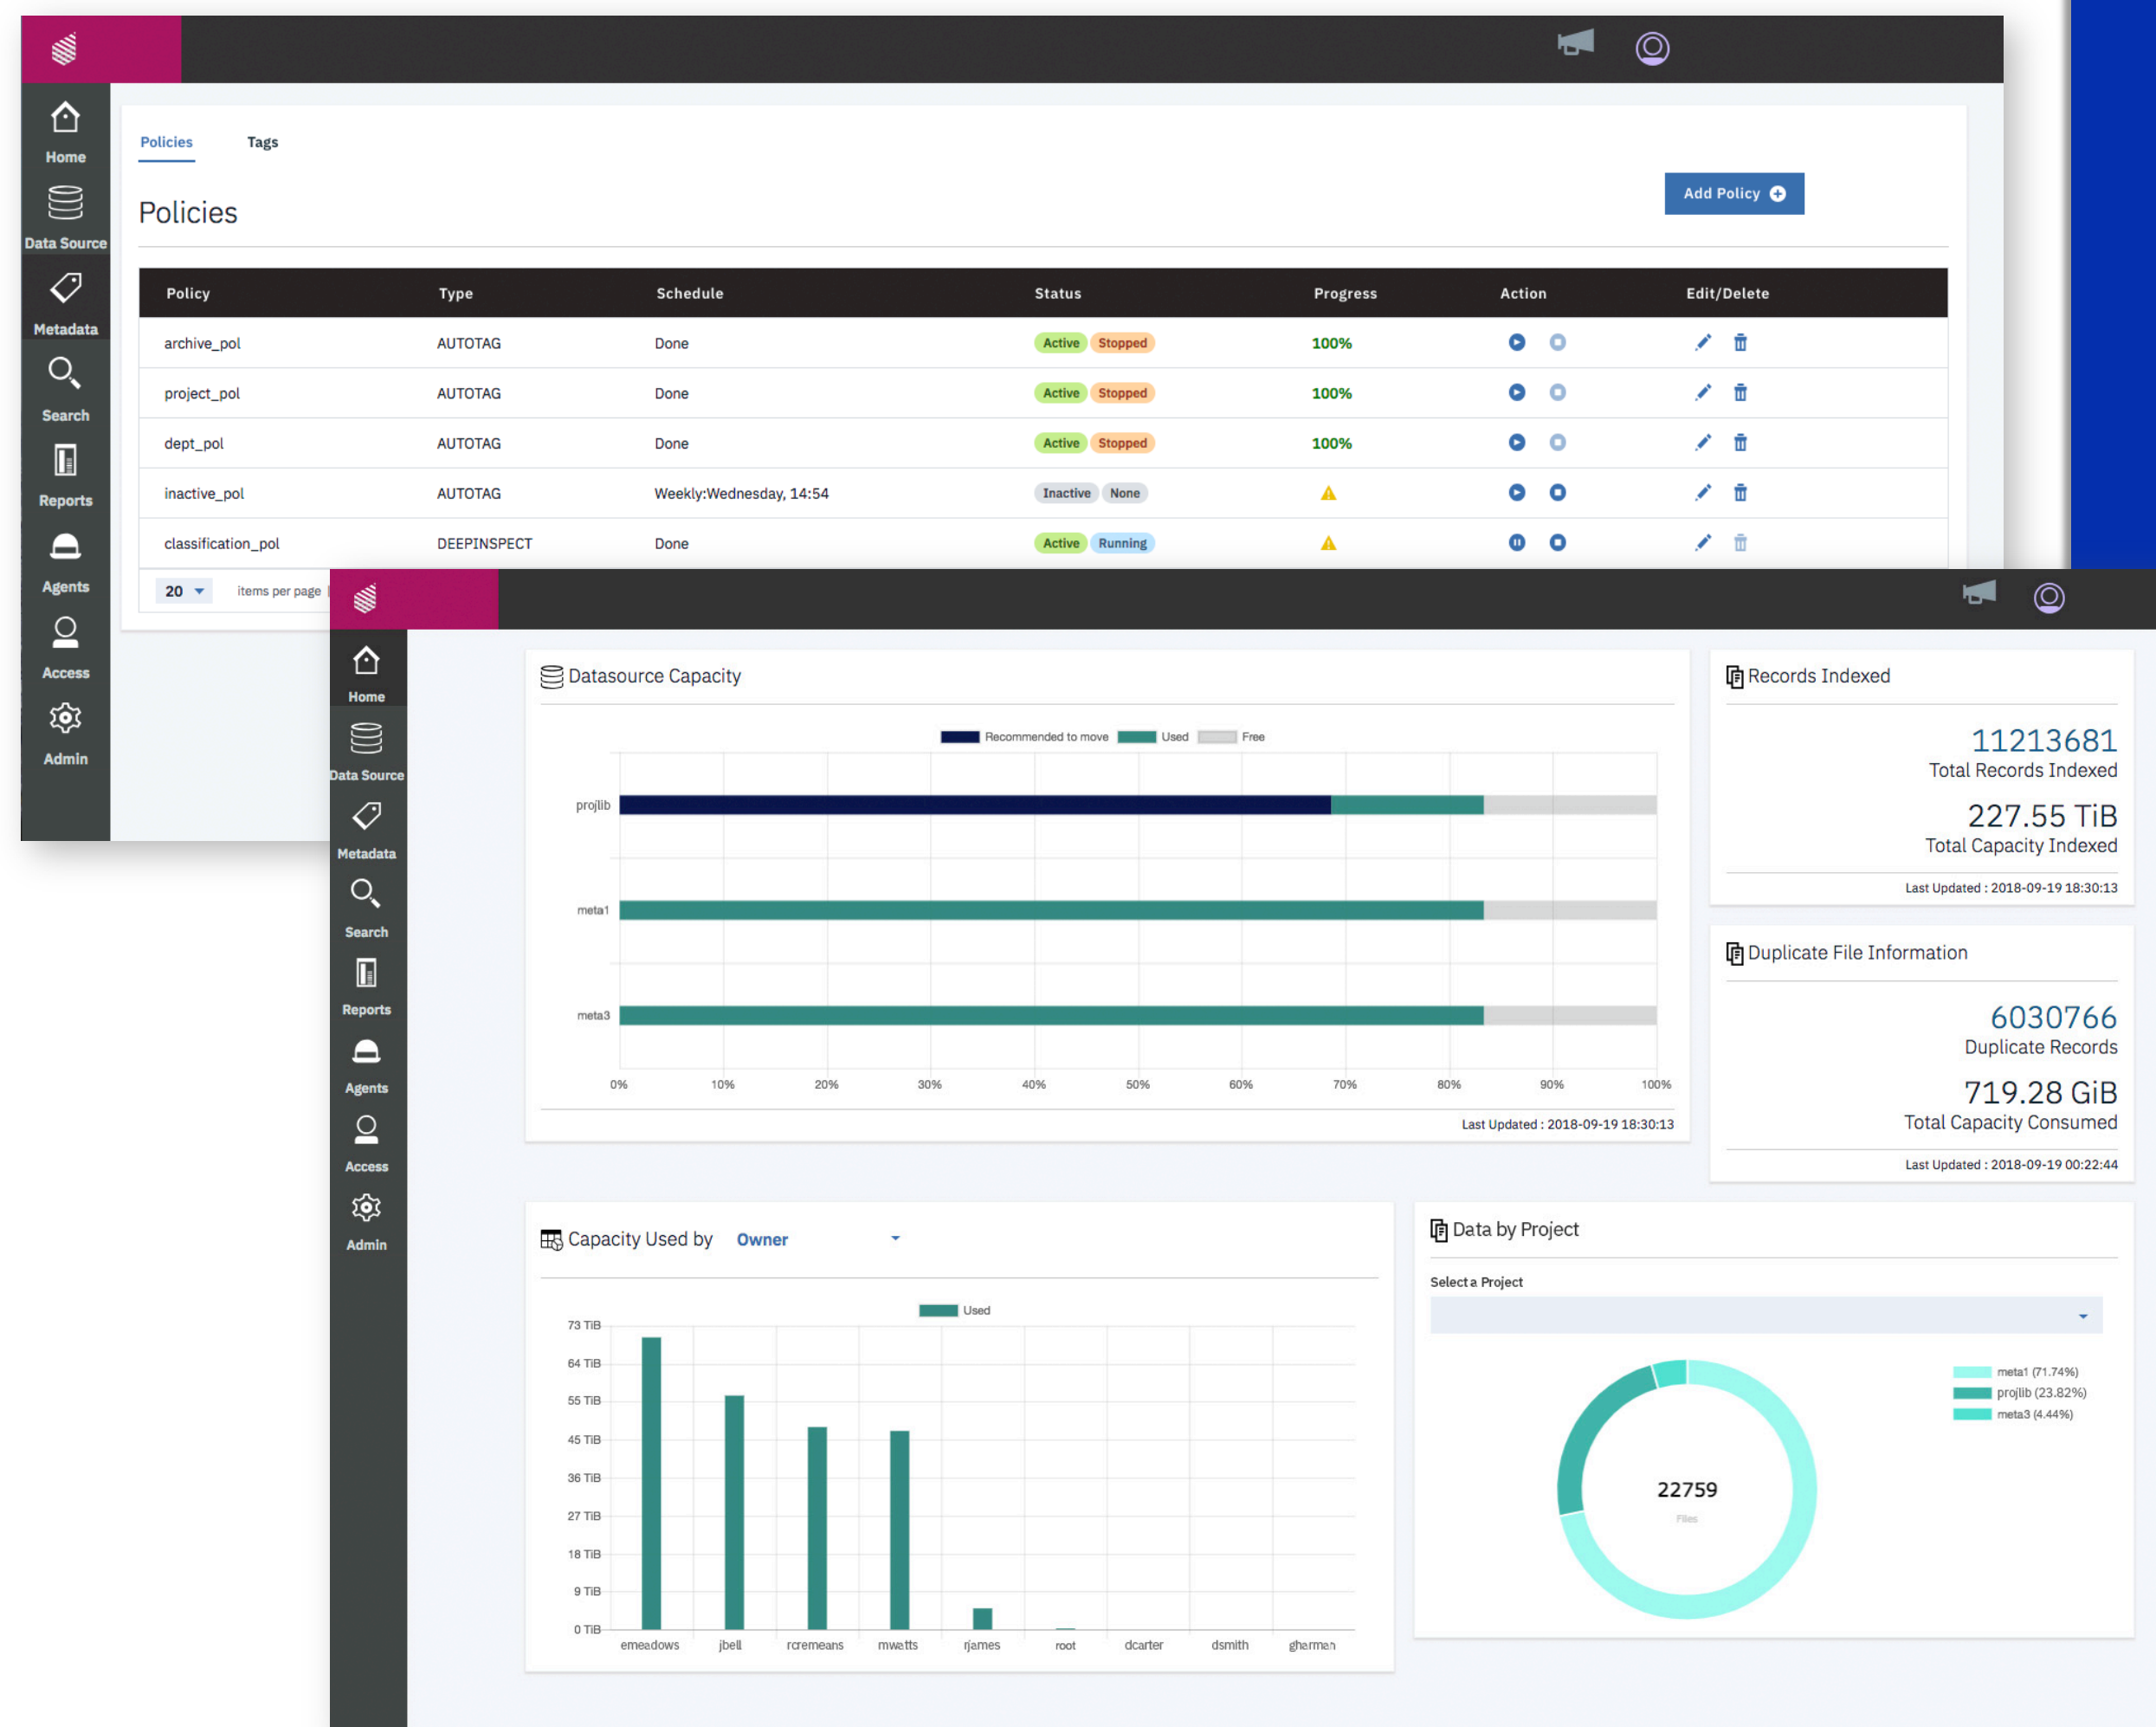 Home
Data Source
Metadata
Search
Reports
Agents
Access
Admin
Policies Tags
Policies
Add Policy
Policy Type Schedule Status Progress Action Edit/Delete
archive_pol AUTOTAG Done Active Stopped 100%
project_pol AUTOTAG Done Active Stopped 100%
dept_pol AUTOTAG Done Active Stopped 100%
inactive_pol AUTOTAG Weekly:Wednesday, 14:54 Inactive None
classification_pol DEEPINSPECT Done Active Running
20 items per page
Home
Data Source
Metadata
Search
Reports
Agents
Access
Admin
Datasource Capacity
Recommended to move Used Free
projlib
meta1
meta3
0% 10% 20% 30% 40% 50% 60% 70% 80% 90% 100%
Last Updated : 2018-09-19 18:30:13
Records Indexed
11213681
Total Records Indexed
227.55 TiB
Total Capacity Indexed
Last Updated : 2018-09-19 18:30:13
Duplicate File Information
6030766
Duplicate Records
719.28 GiB
Total Capacity Consumed
Last Updated : 2018-09-19 00:22:44
Capacity Used by Owner
Used
73 TiB
64 TiB
55 TiB
45 TiB
36 TiB
27 TiB
18 TiB
9 TiB
0 TiB
emeadows jbell rcremeans mwatts rjames root dcarter dsmith gharman
Data by Project
Select a Project
meta1 (71.74%)
projlib (23.82%)
meta3 (4.44%)
22759
Files